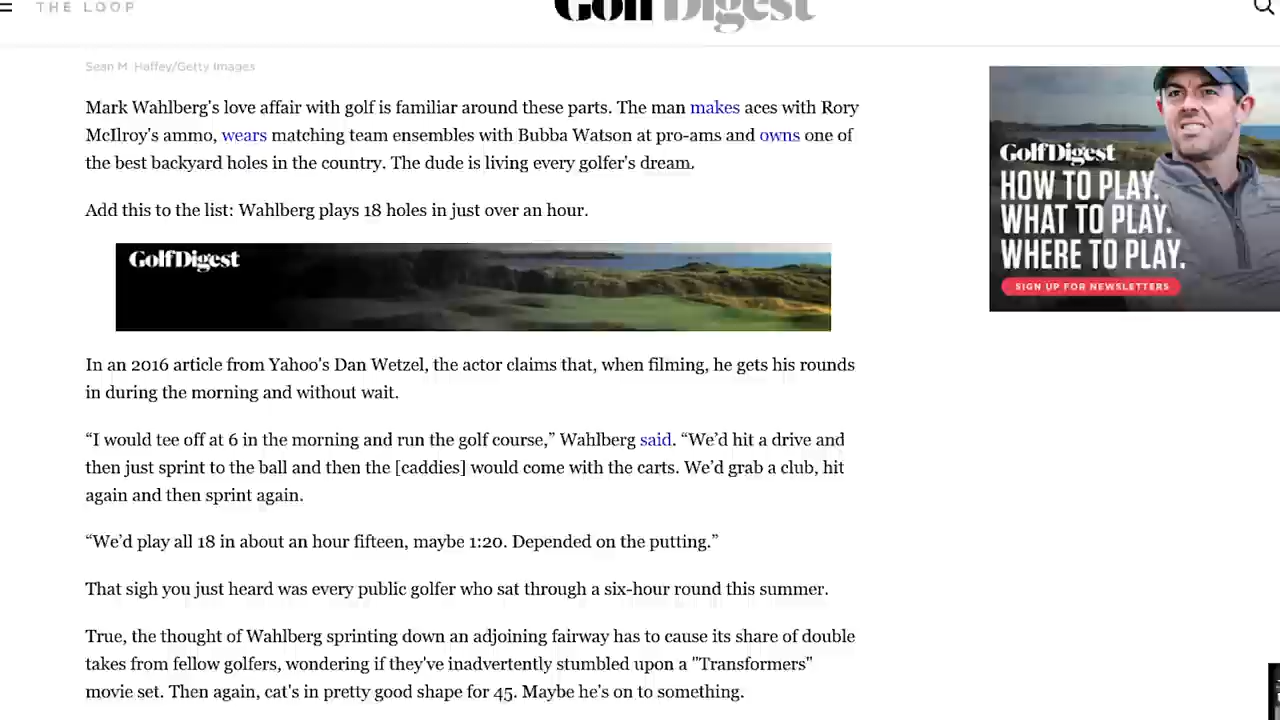 THE LOOP
Golf Digest
Sean M. Haffey/Getty Images
Mark Wahlberg's love affair with golf is familiar around these parts. The man makes aces with Rory
McIlroy's ammo, wears matching team ensembles with Bubba Watson at pro-ams and owns one of
the best backyard holes in the country. The dude is living every golfer's dream.
Add this to the list: Wahlberg plays 18 holes in just over an hour.
GolfDigest
In an 2016 article from Yahoo's Dan Wetzel, the actor claims that, when filming, he gets his rounds
in during the morning and without wait.
“I would tee off at 6 in the morning and run the golf course,” Wahlberg said. “We’d hit a drive and
then just sprint to the ball and then the [caddies] would come with the carts. We’d grab a club, hit
again and then sprint again.
“We’d play all 18 in about an hour fifteen, maybe 1:20. Depended on the putting.”
That sigh you just heard was every public golfer who sat through a six-hour round this summer.
True, the thought of Wahlberg sprinting down an adjoining fairway has to cause its share of double
takes from fellow golfers, wondering if they've inadvertently stumbled upon a "Transformers"
movie set. Then again, cat's in pretty good shape for 45. Maybe he’s on to something.
GolfDigest
HOW TO PLAY.
WHAT TO PLAY.
WHERE TO PLAY.
SIGN UP FOR NEWSLETTERS